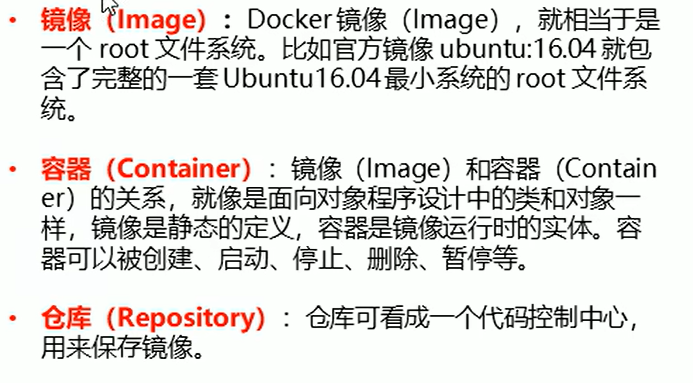 • 镜像（Image）：Docker 镜像（Image），就相当于是
一个 root 文件系统。比如官方镜像 ubuntu:16.04 就包
含了完整的一套 Ubuntu16.04 最小系统的 root 文件系
统。
• 容器（Container）：镜像（Image）和容器（Contain
er）的关系，就像是面向对象程序设计中的类和对象一
样，镜像是静态的定义，容器是镜像运行时的实体。容
器可以被创建、启动、停止、删除、暂停等。
• 仓库（Repository）：仓库可看成一个代码控制中心，
用来保存镜像。